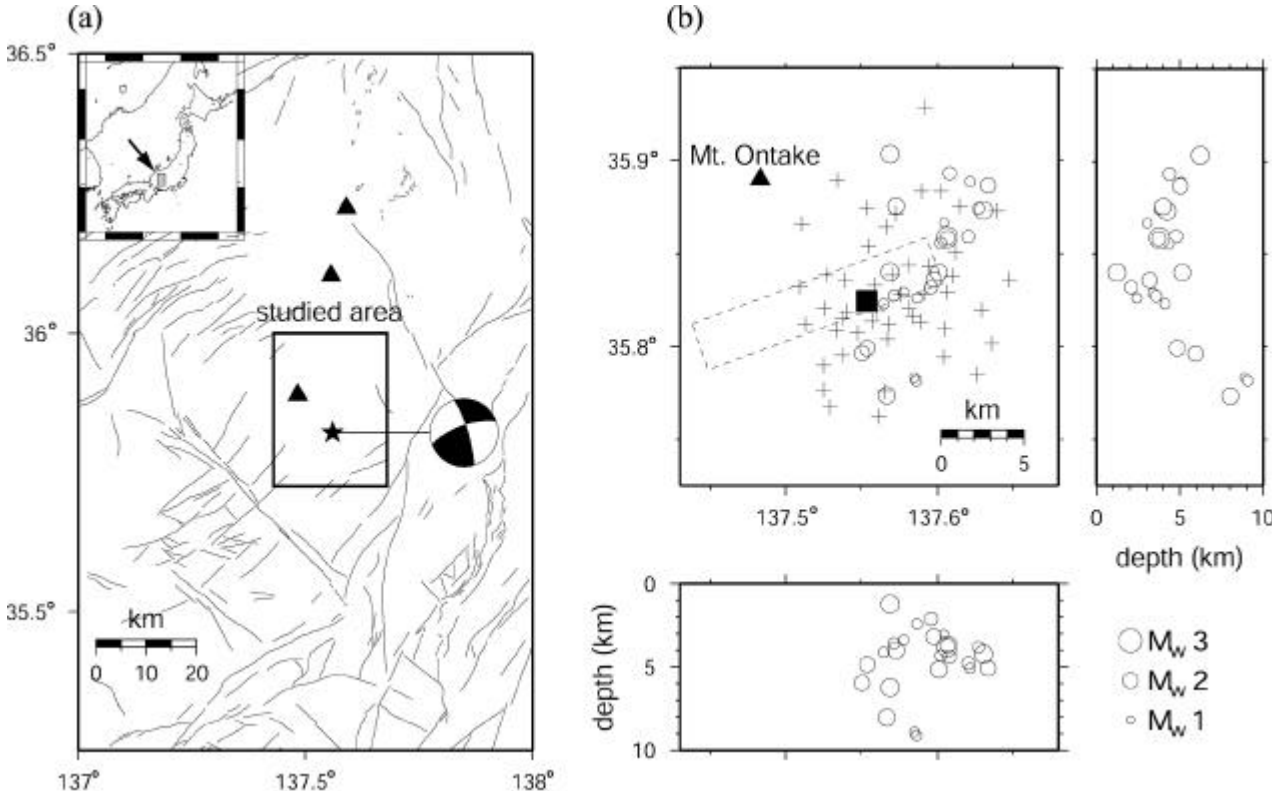 (a)
(b)
36.5°
36°
35.5°
137°
137.5°
138°
studied area
km
0 10 20
Mt. Ontake
35.9°
35.8°
km
0 5
137.5°
137.6°
0 5 10
depth (km)
0
5
10
depth (km)
Mw 3
Mw 2
Mw 1